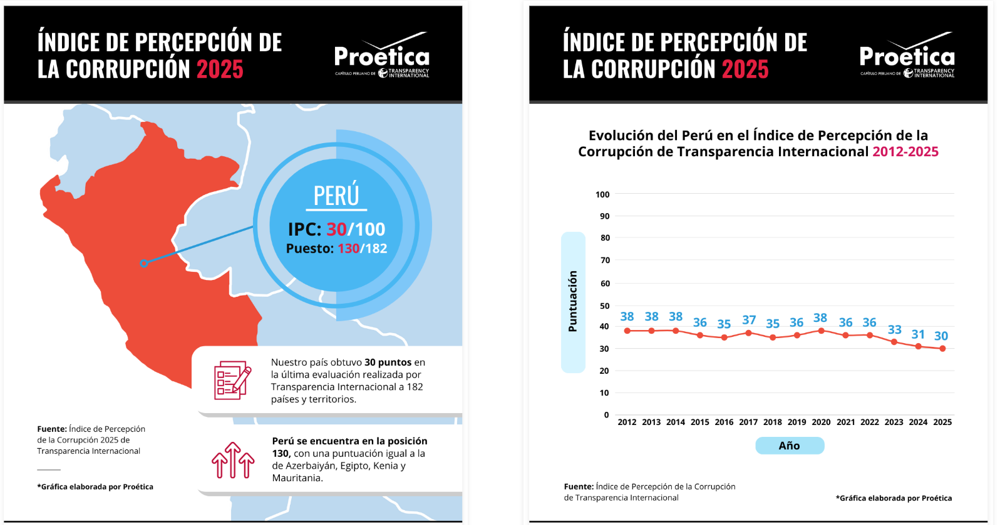 ÍNDICE DE PERCEPCIÓN DE
LA CORRUPCIÓN 2025
Proética
CAPÍTULO PERUANO DE
TRANSPARENCY
INTERNATIONAL
PERÚ
IPC: 30/100
Puesto: 130/182
Nuestro país obtuvo 30 puntos en
la última evaluación realizada por
Transparencia Internacional a 182
países y territorios.
Perú se encuentra en la posición
130, con una puntuación igual a la
de Azerbaiyán, Egipto, Kenia y
Mauritania.
Fuente: Índice de Percepción
de la Corrupción 2025 de
Transparencia Internacional
*Gráfica elaborada por Proética
ÍNDICE DE PERCEPCIÓN DE
LA CORRUPCIÓN 2025
Proética
CAPÍTULO PERUANO DE
TRANSPARENCY
INTERNATIONAL
Evolución del Perú en el Índice de Percepción de la
Corrupción de Transparencia Internacional 2012-2025
Puntuación
100
90
80
70
60
50
40
30
20
10
0
38 38 38 36 35 37 35 36 38 36 36 33 31 30
2012 2013 2014 2015 2016 2017 2018 2019 2020 2021 2022 2023 2024 2025
Año
Fuente: Índice de Percepción de la Corrupción
de Transparencia Internacional
*Gráfica elaborada por Proética